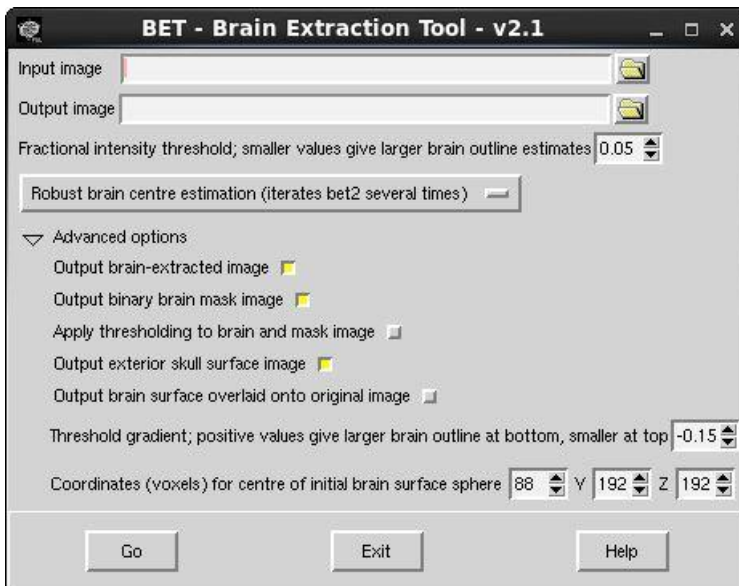 BET - Brain Extraction Tool - v2.1
Input image
Output image
Fractional intensity threshold; smaller values give larger brain outline estimates 0.05
Robust brain centre estimation (iterates bet2 several times)
Advanced options
Output brain-extracted image
Output binary brain mask image
Apply thresholding to brain and mask image
Output exterior skull surface image
Output brain surface overlaid onto original image
Threshold gradient; positive values give larger brain outline at bottom, smaller at top -0.15
Coordinates (voxels) for centre of initial brain surface sphere 88 Y 192 Z 192
Go Exit Help